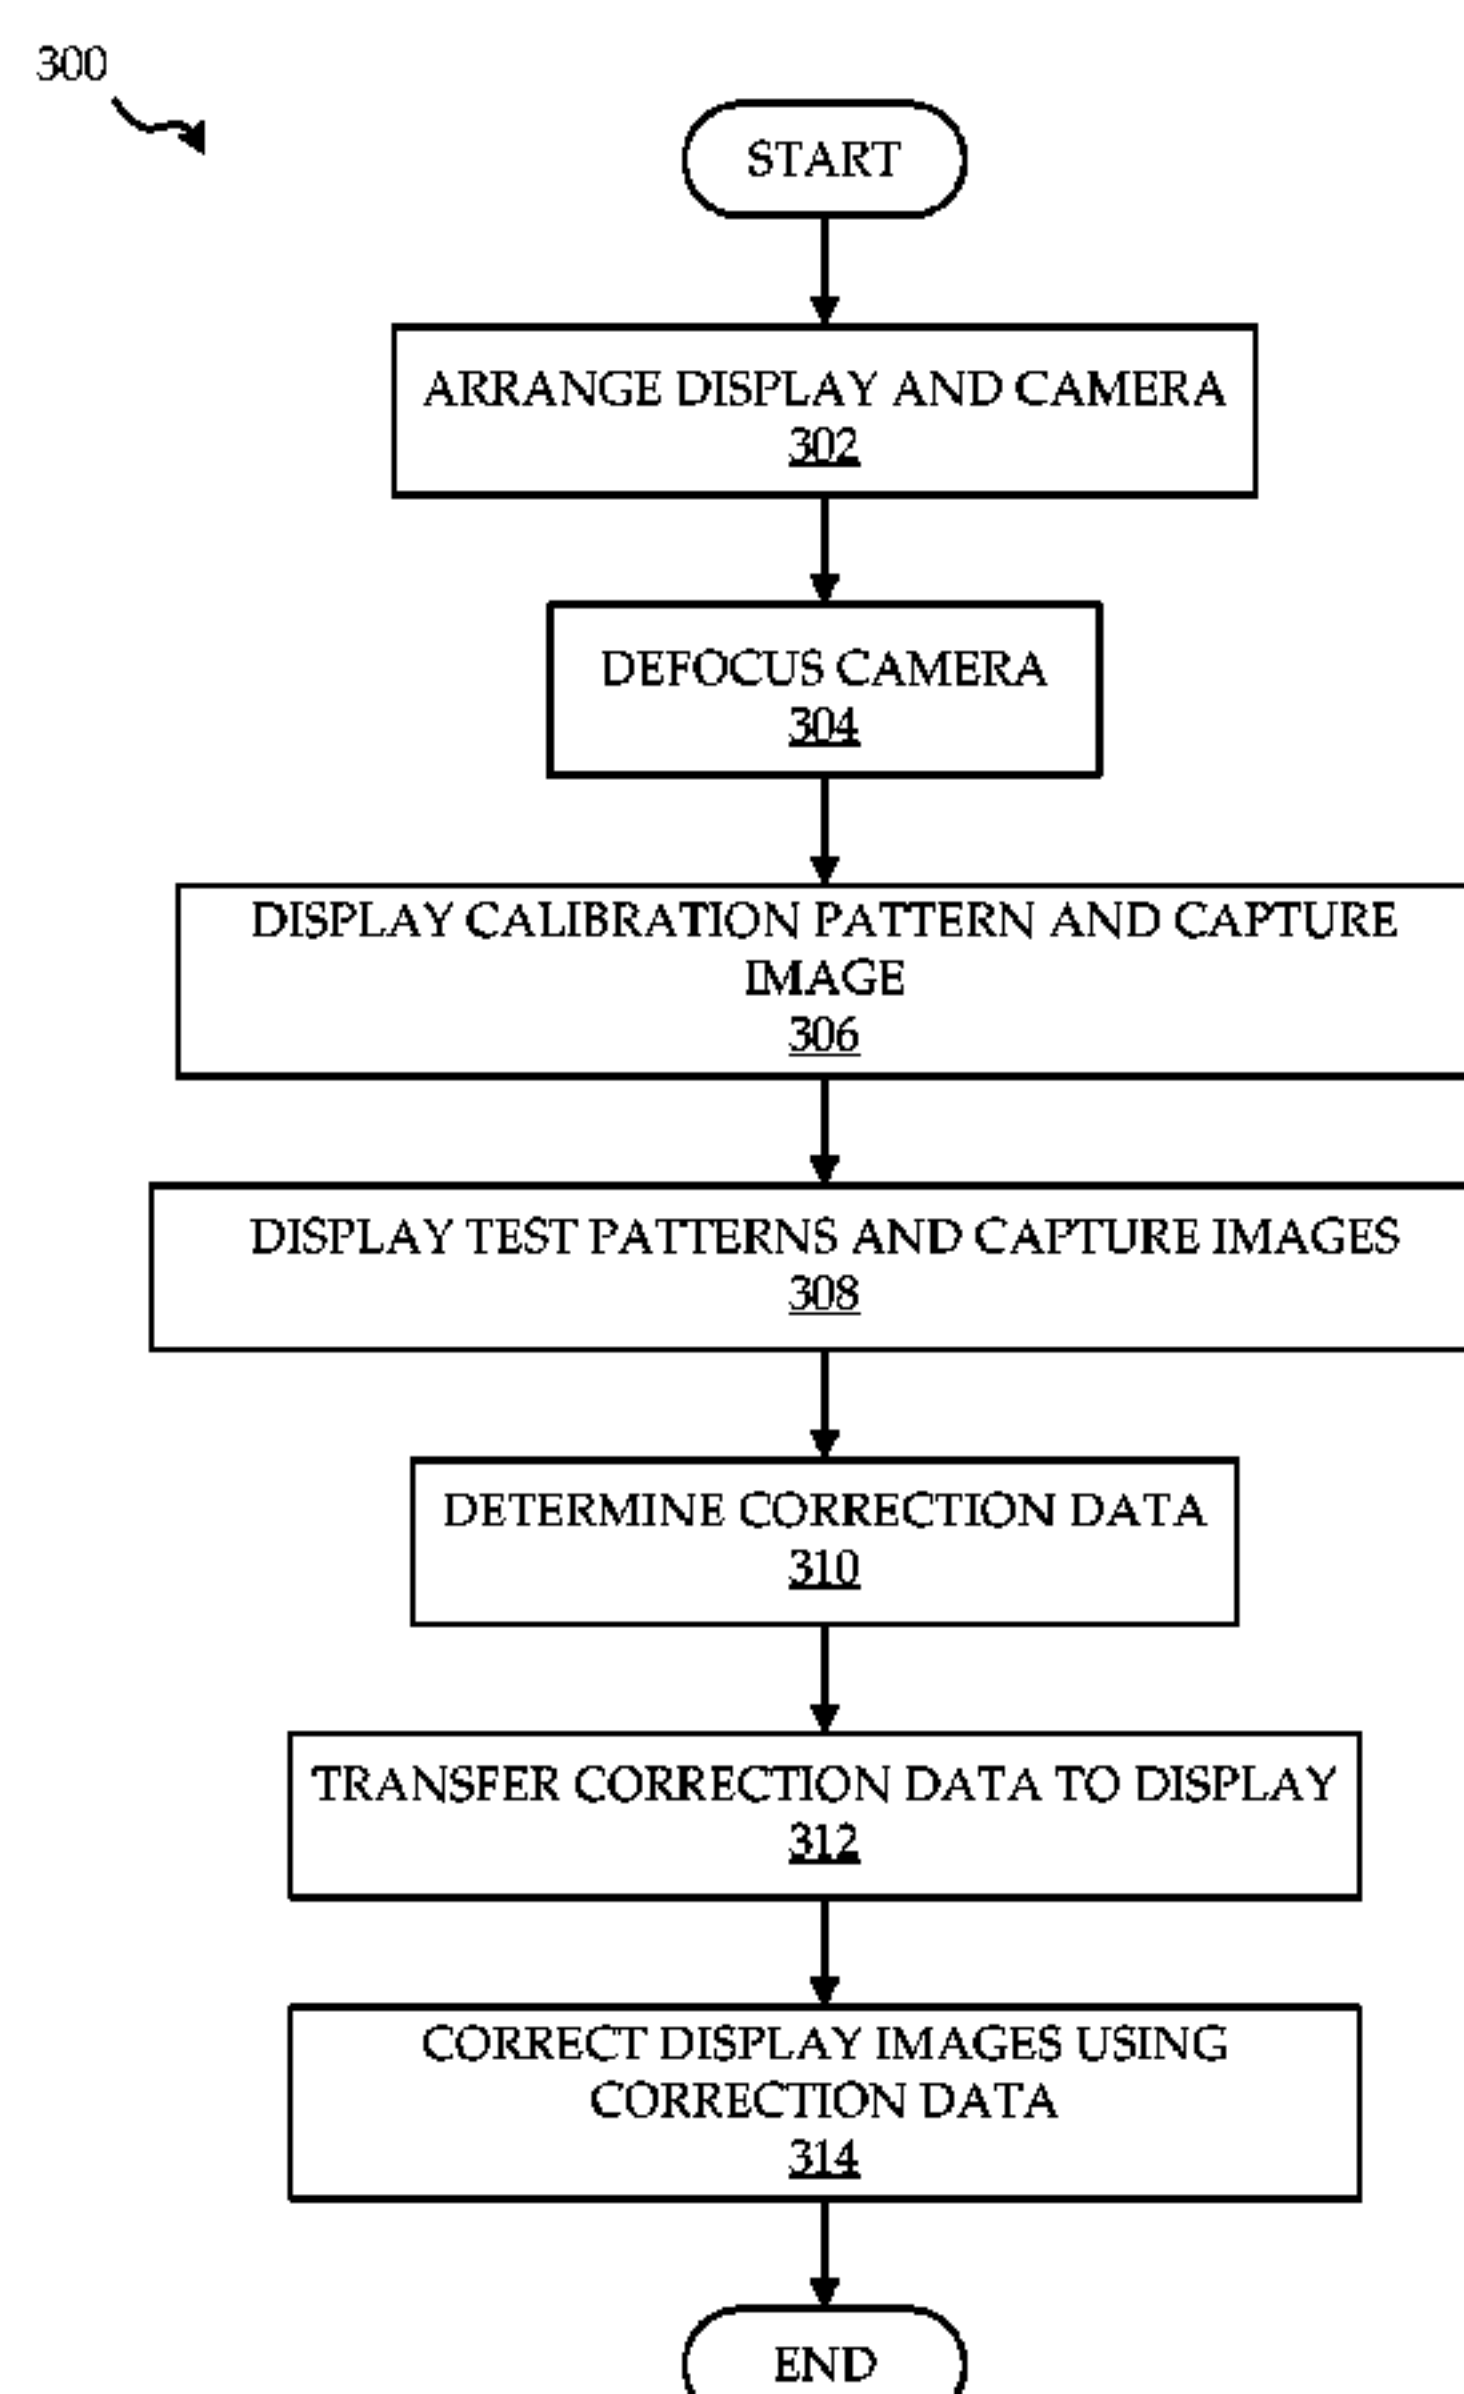 300
START
ARRANGE DISPLAY AND CAMERA
302
DEFOCUS CAMERA
304
DISPLAY CALIBRATION PATTERN AND CAPTURE
IMAGE
306
DISPLAY TEST PATTERNS AND CAPTURE IMAGES
308
DETERMINE CORRECTION DATA
310
TRANSFER CORRECTION DATA TO DISPLAY
312
CORRECT DISPLAY IMAGES USING
CORRECTION DATA
314
END